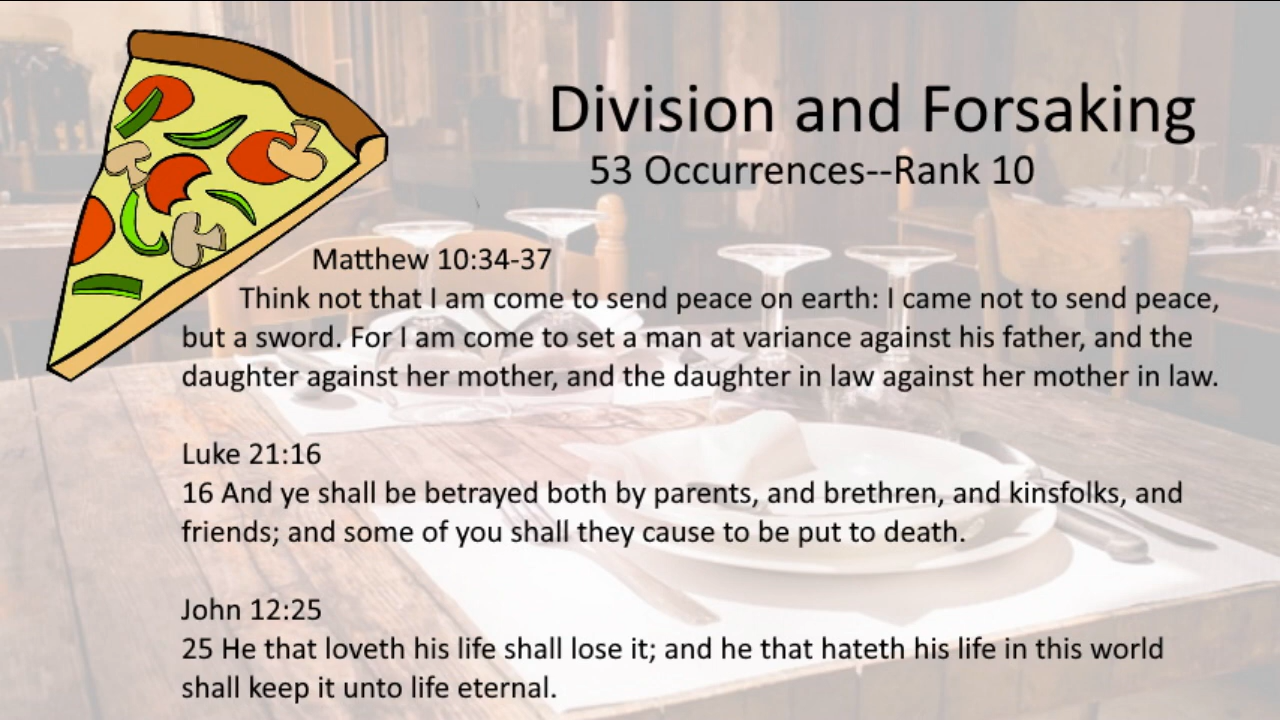 Division and Forsaking
53 Occurrences--Rank 10
Matthew 10:34-37
Think not that I am come to send peace on earth: I came not to send peace,
but a sword. For I am come to set a man at variance against his father, and the
daughter against her mother, and the daughter in law against her mother in law.
Luke 21:16
16 And ye shall be betrayed both by parents, and brethren, and kinsfolks, and
friends; and some of you shall they cause to be put to death.
John 12:25
25 He that loveth his life shall lose it; and he that hateth his life in this world
shall keep it unto life eternal.